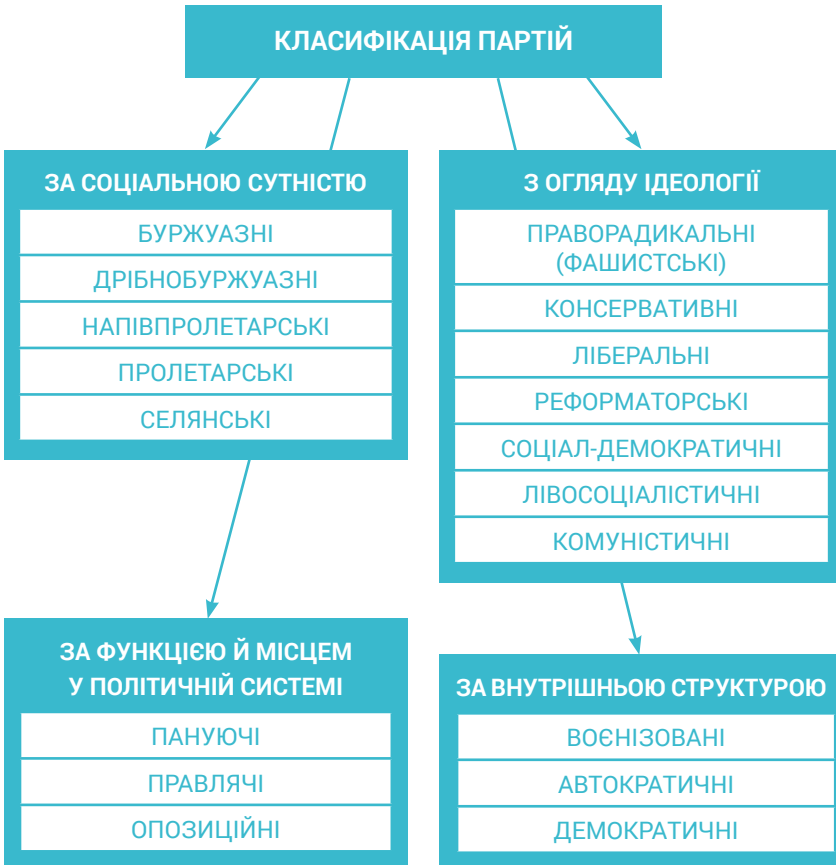 КЛАСИФІКАЦІЯ ПАРТІЙ
ЗА СОЦІАЛЬНОЮ СУТНІСТЮ
БУРЖУАЗНІ
ДРІБНОБУРЖУАЗНІ
НАПІВПРОЛЕТАРСЬКІ
ПРОЛЕТАРСЬКІ
СЕЛЯНСЬКІ
З ОГЛЯДУ ІДЕОЛОГІЇ
ПРАВОРАДИКАЛЬНІ
(ФАШИСТСЬКІ)
КОНСЕРВАТИВНІ
ЛІБЕРАЛЬНІ
РЕФОРМАТОРСЬКІ
СОЦІАЛ-ДЕМОКРАТИЧНІ
ЛІВОСОЦІАЛІСТИЧНІ
КОМУНІСТИЧНІ
ЗА ФУНКЦІЄЮ Й МІСЦЕМ
У ПОЛІТИЧНІЙ СИСТЕМІ
ПАНУЮЧІ
ПРАВЛЯЧІ
ОПОЗИЦІЙНІ
ЗА ВНУТРІШНЬОЮ СТРУКТУРОЮ
ВОЄНІЗОВАНІ
АВТОКРАТИЧНІ
ДЕМОКРАТИЧНІ